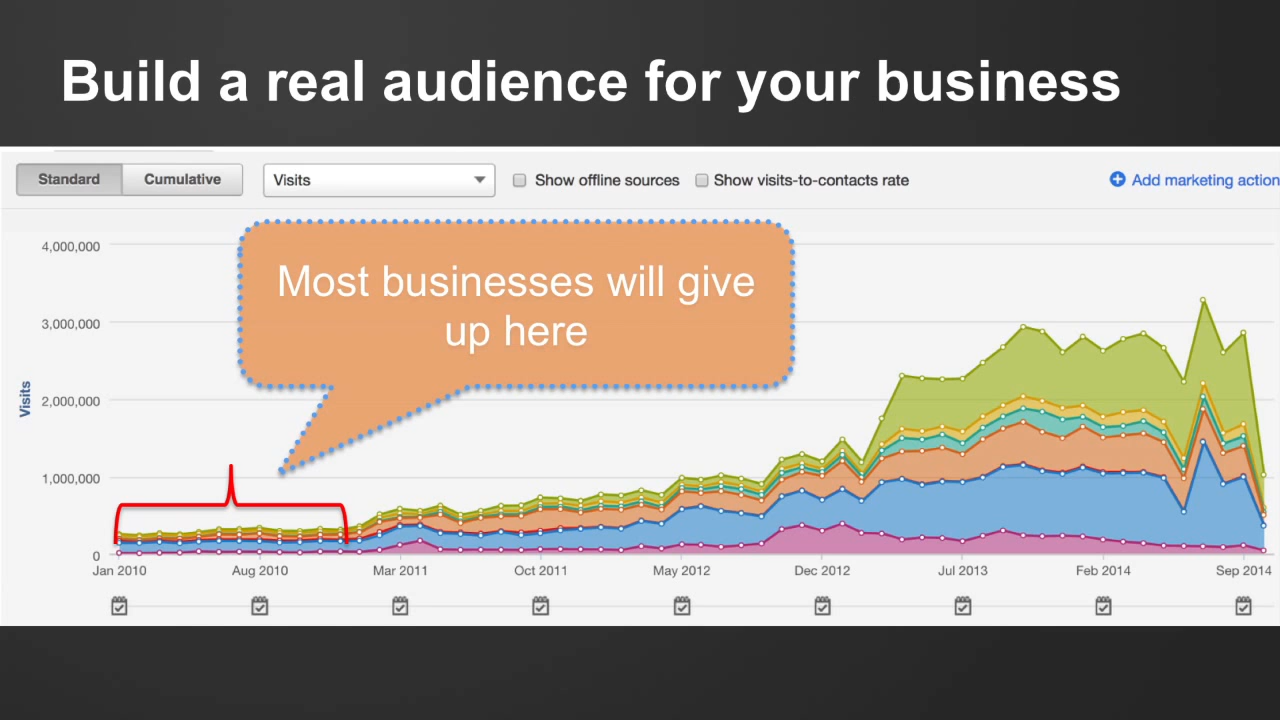 Build a real audience for your business
Standard Cumulative Visits Show offline sources Show visits-to-contacts rate Add marketing action
Most businesses will give
up here
Visits
4,000,000
3,000,000
2,000,000
1,000,000
0
Jan 2010 Aug 2010 Mar 2011 Oct 2011 May 2012 Dec 2012 Jul 2013 Feb 2014 Sep 2014